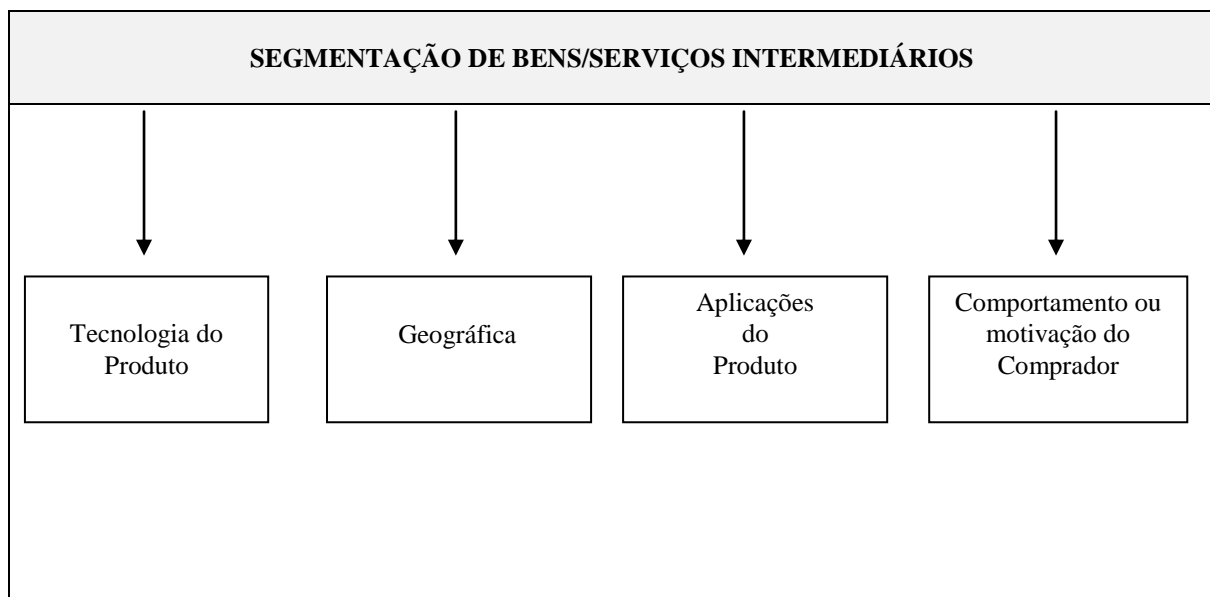 SEGMENTAÇÃO DE BENS/SERVIÇOS INTERMEDIÁRIOS
Tecnologia do
Produto
Geográfica
Aplicações
do
Produto
Comportamento ou
motivação do
Comprador